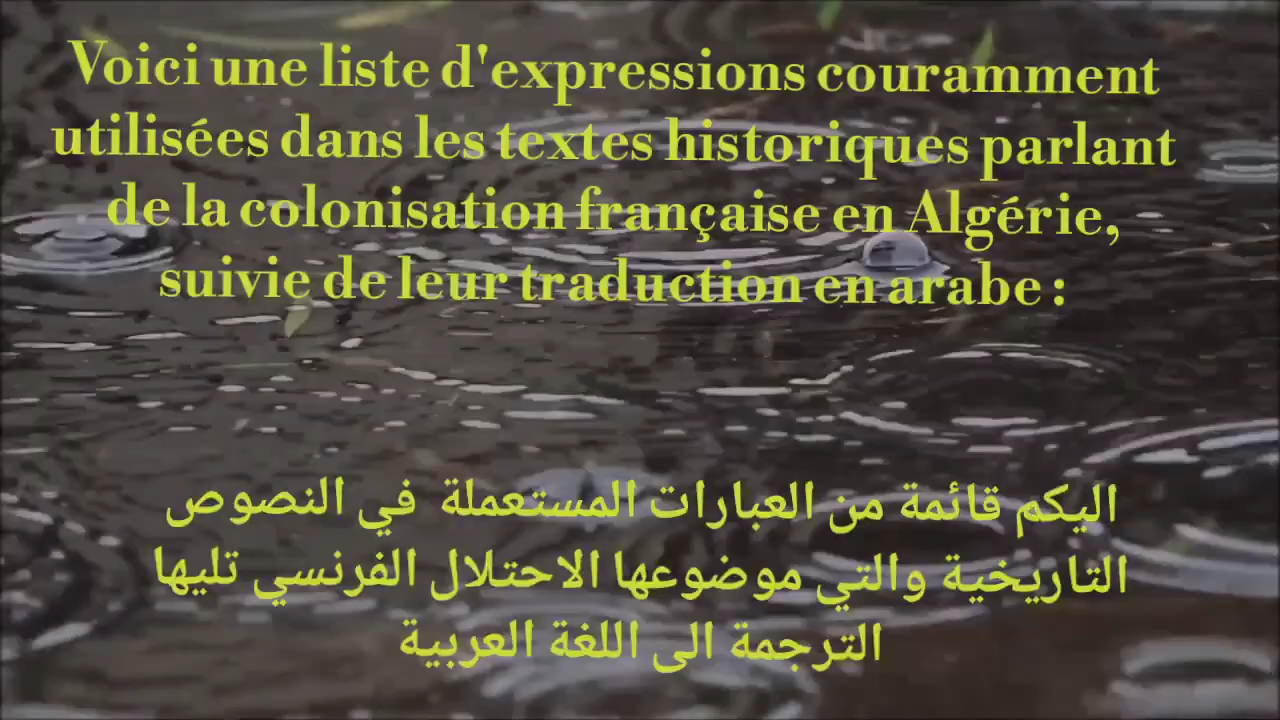 Voici une liste d'expressions couramment
utilisées dans les textes historiques parlant
de la colonisation française en Algérie,
suivie de leur traduction en arabe :
اليكم قائمة من العبارات المستعملة في النصوص
التاريخية والتي موضوعها الاحتلال الفرنسي تليها
الترجمة الى اللغة العربية